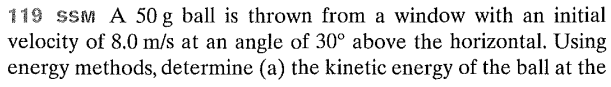 119 SSM A 50 g ball is thrown from a window with an initial
velocity of 8.0 m/s at an angle of 30° above the horizontal. Using
energy methods, determine (a) the kinetic energy of the ball at the